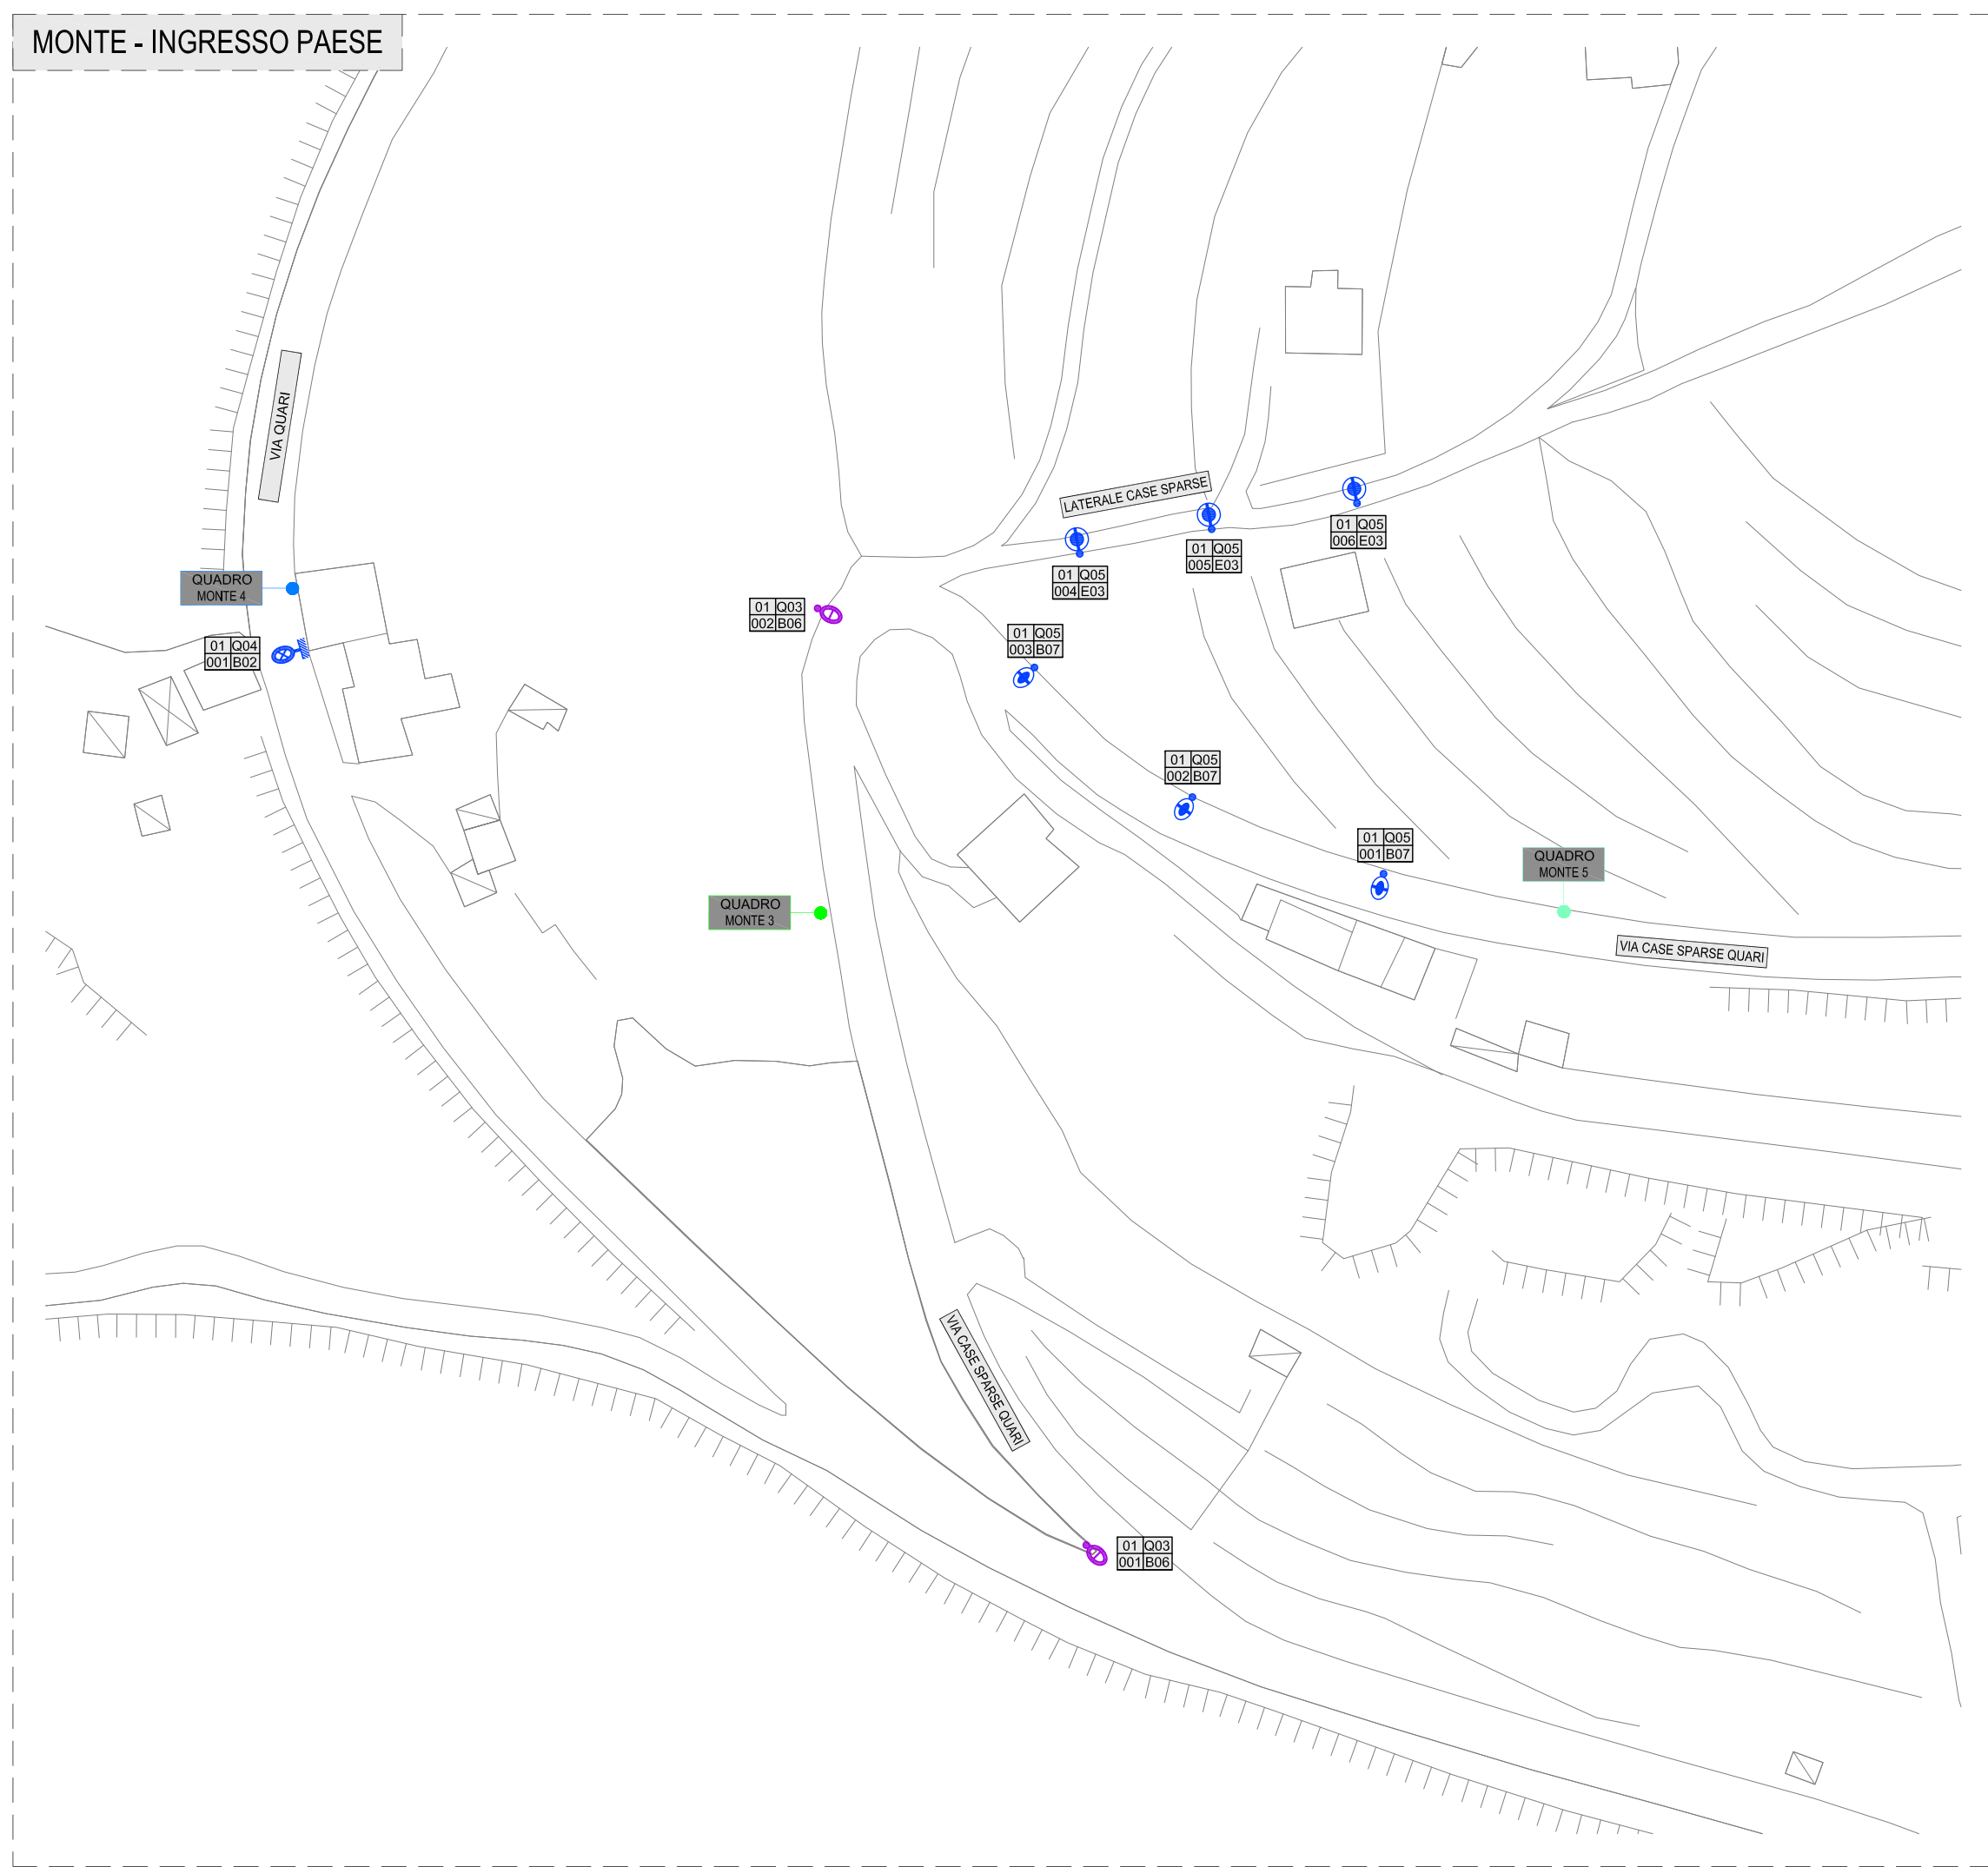 MONTE - INGRESSO PAESE
VIA QUARI
LATERALE CASE SPARSE
01 Q05
006 E03
01 Q05
005 E03
01 Q05
004 E03
QUADRO
MONTE 4
01 Q03
002 B06
01 Q04
001 B02
01 Q05
003 B07
01 Q05
002 B07
01 Q05
001 B07
QUADRO
MONTE 5
QUADRO
MONTE 3
VIA CASE SPARSE QUARI
VIA CASE SPARSE QUARI
01 Q03
001 B06